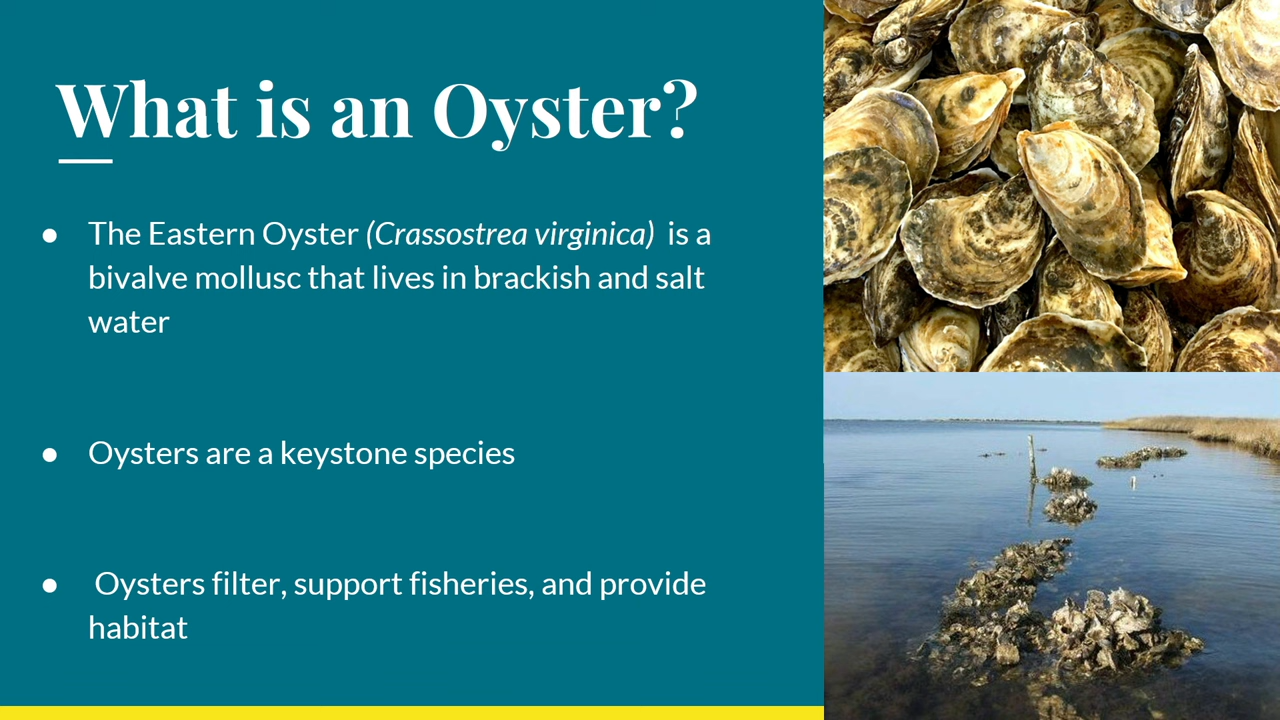 What is an Oyster?
● The Eastern Oyster (Crassostrea virginica) is a
bivalve mollusc that lives in brackish and salt
water
● Oysters are a keystone species
● Oysters filter, support fisheries, and provide
habitat